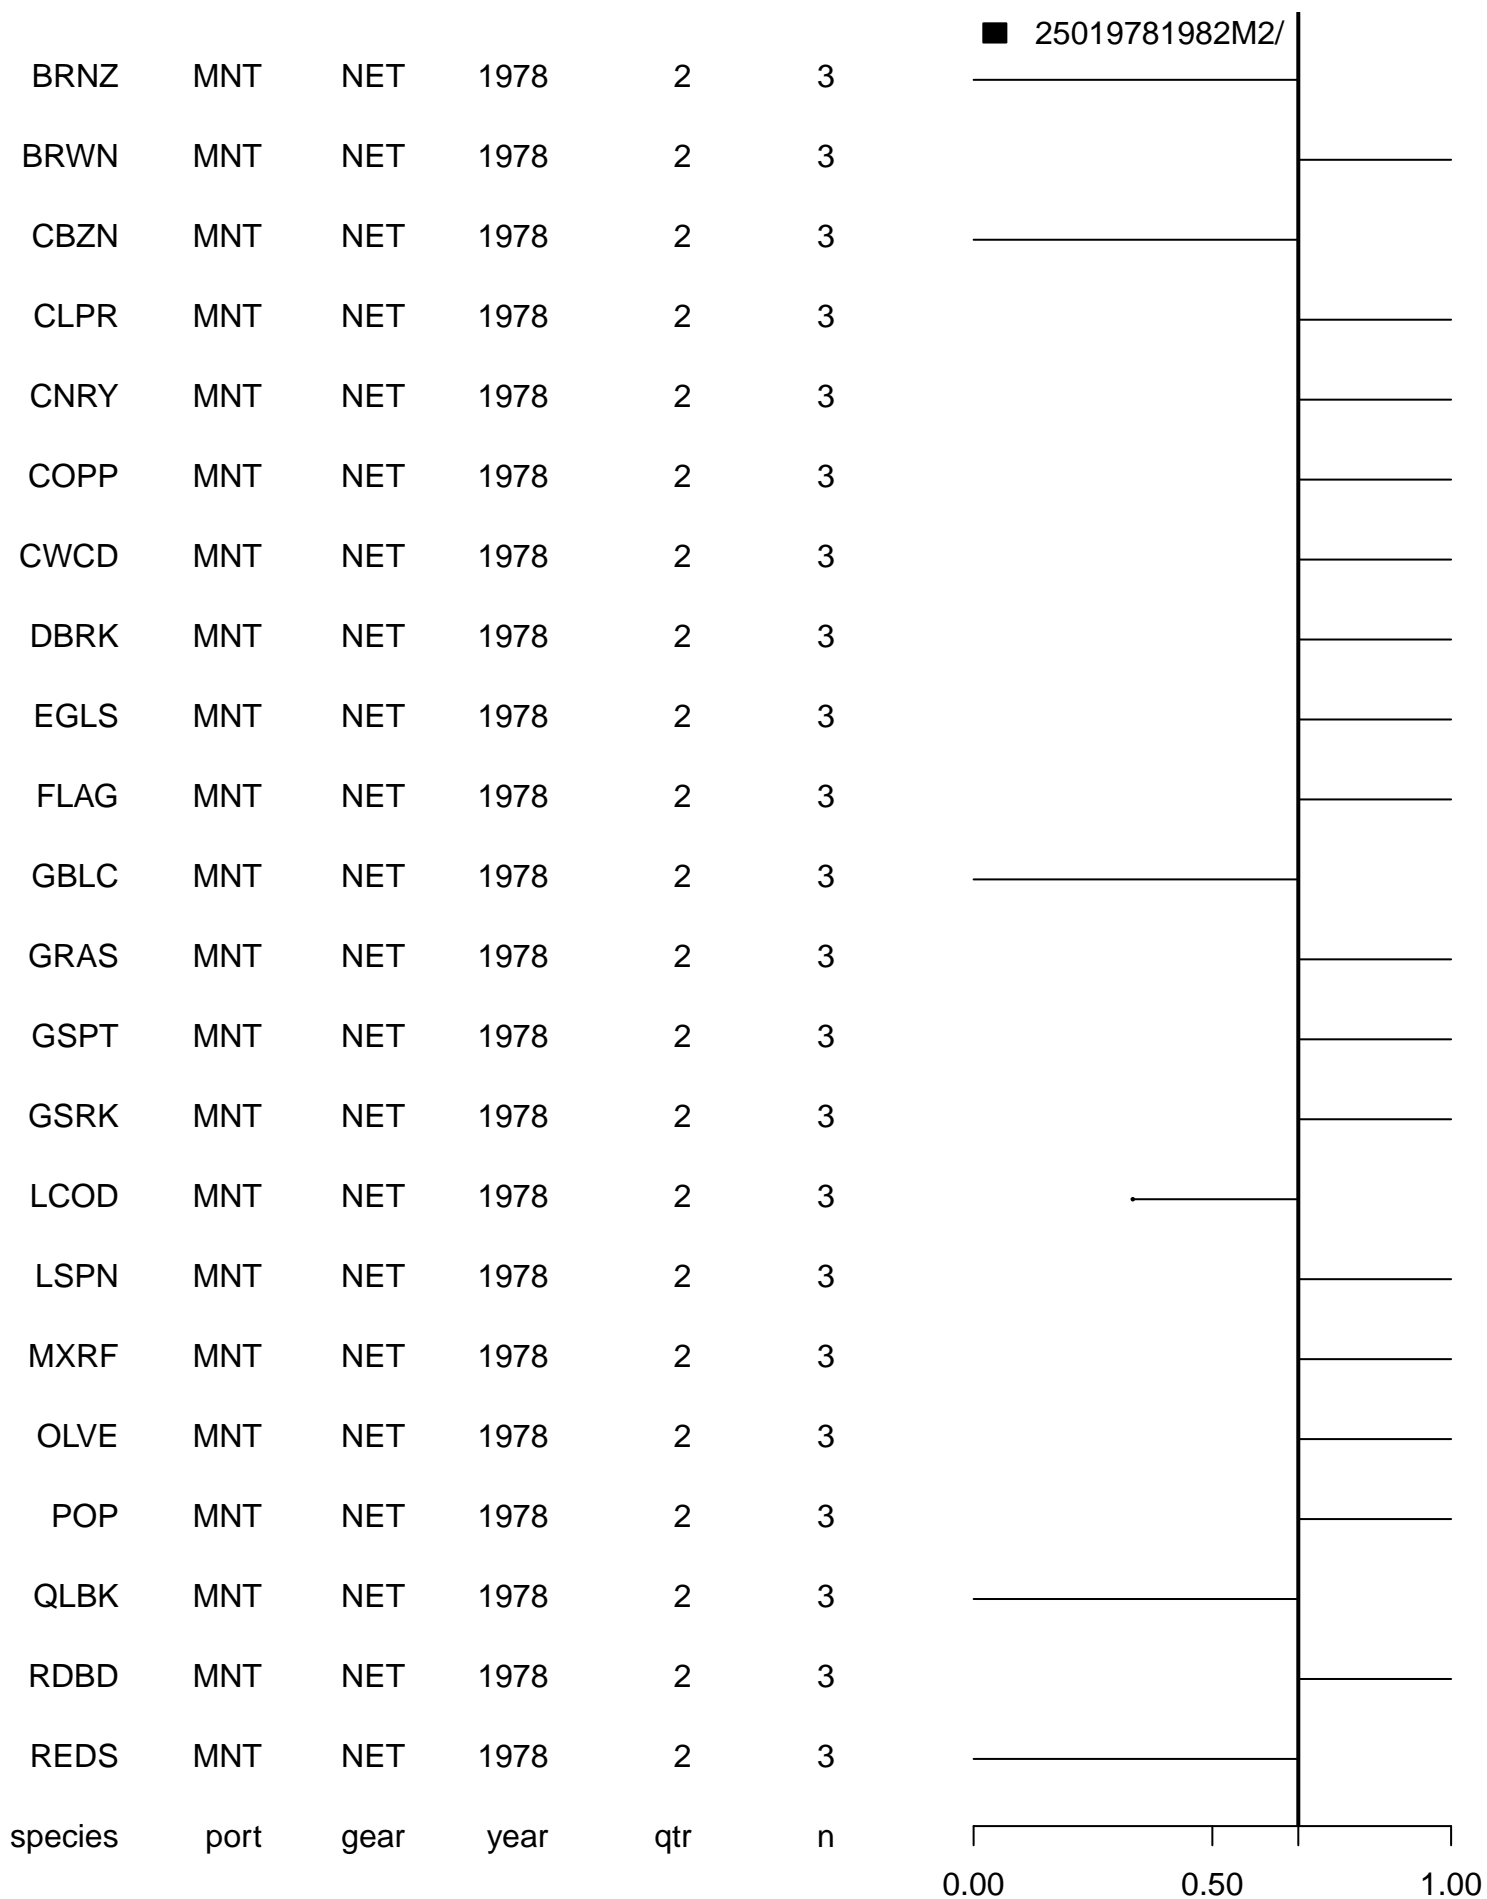 25019781982M2/
BRNZ MNT NET 1978 2 3
BRWN MNT NET 1978 2 3
CBZN MNT NET 1978 2 3
CLPR MNT NET 1978 2 3
CNRY MNT NET 1978 2 3
COPP MNT NET 1978 2 3
CWCD MNT NET 1978 2 3
DBRK MNT NET 1978 2 3
EGLS MNT NET 1978 2 3
FLAG MNT NET 1978 2 3
GBLC MNT NET 1978 2 3
GRAS MNT NET 1978 2 3
GSPT MNT NET 1978 2 3
GSRK MNT NET 1978 2 3
LCOD MNT NET 1978 2 3
LSPN MNT NET 1978 2 3
MXRF MNT NET 1978 2 3
OLVE MNT NET 1978 2 3
POP MNT NET 1978 2 3
QLBK MNT NET 1978 2 3
RDBD MNT NET 1978 2 3
REDS MNT NET 1978 2 3
species port gear year qtr n
0.00 0.50 1.00